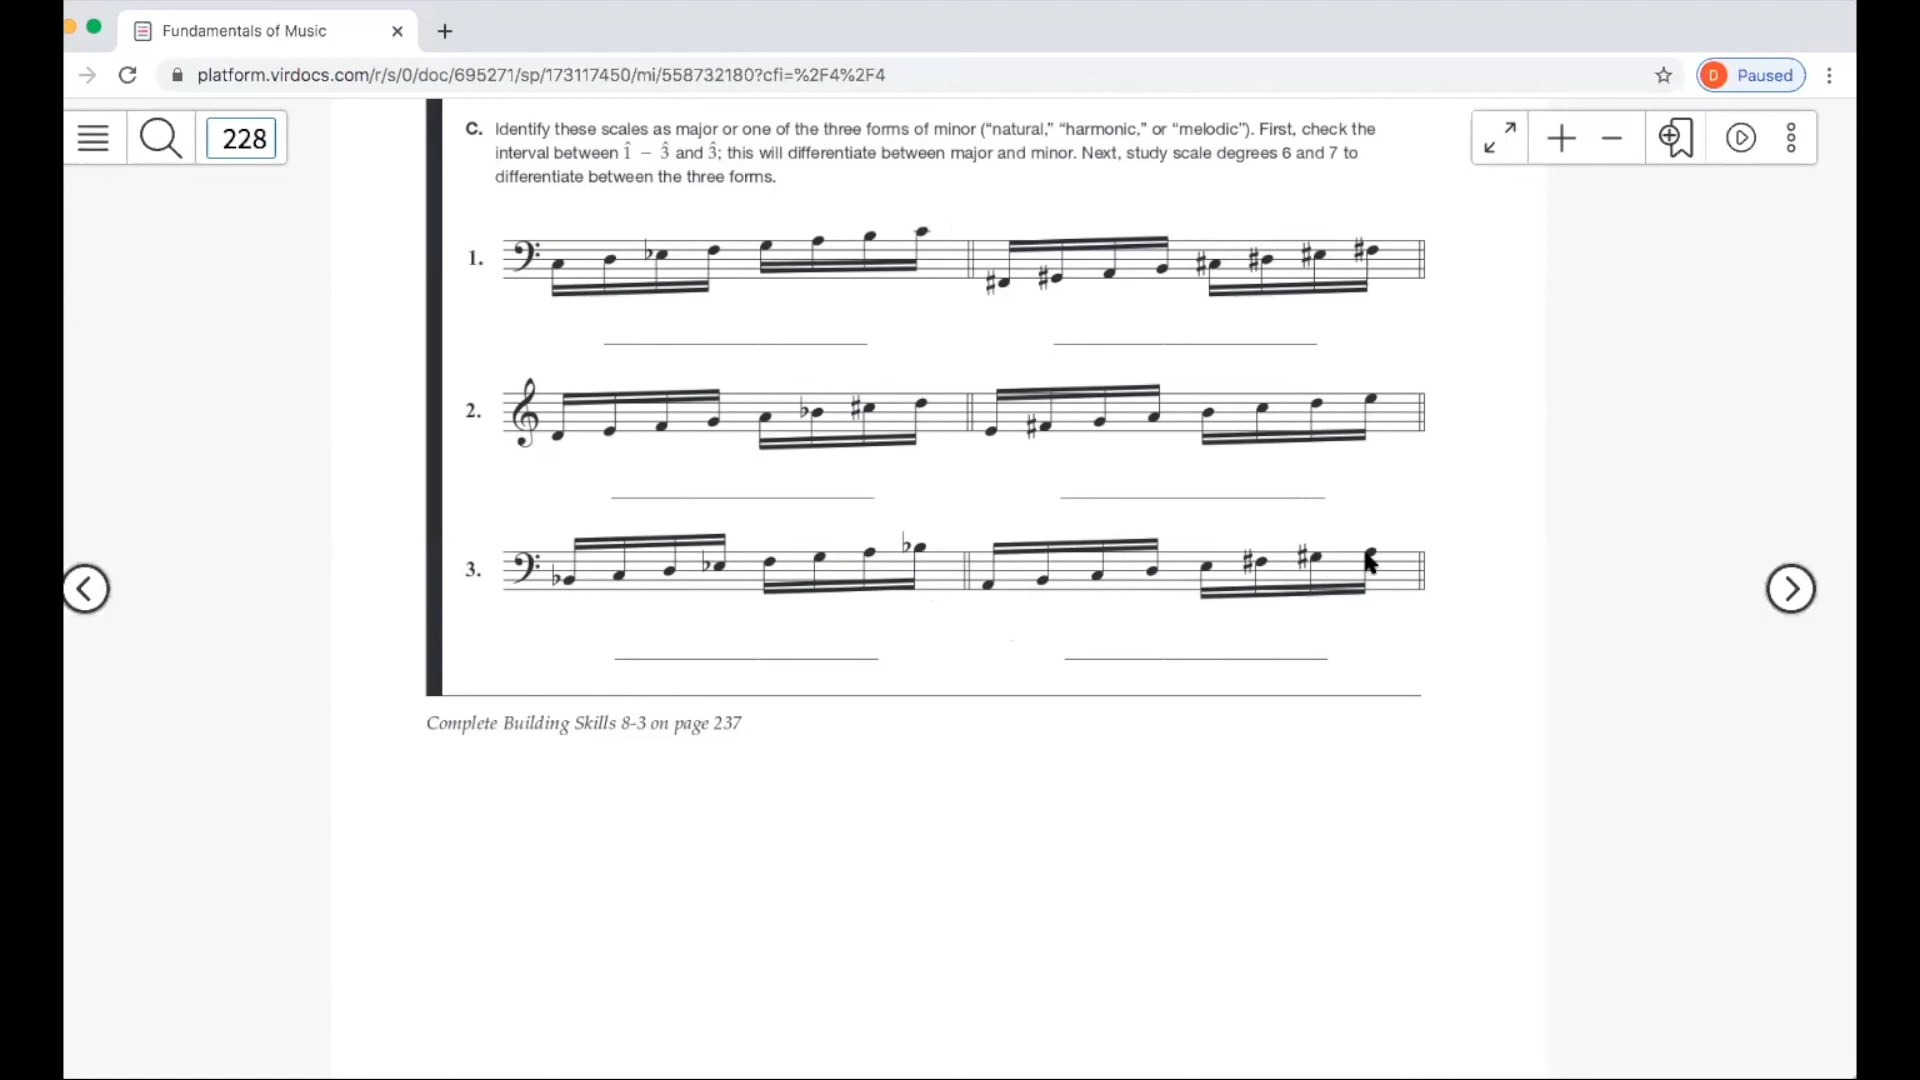 Fundamentals of Music
platform.virdocs.com/r/s/0/doc/695271/sp/173117450/mi/558732180?cfi=%2F4%2F4
D Paused
228
C. Identify these scales as major or one of the three forms of minor (“natural,” “harmonic,” or “melodic”). First, check the
interval between 1̂ – 3̂ and 3̂; this will differentiate between major and minor. Next, study scale degrees 6 and 7 to
differentiate between the three forms.
1.
2.
3.
Complete Building Skills 8-3 on page 237